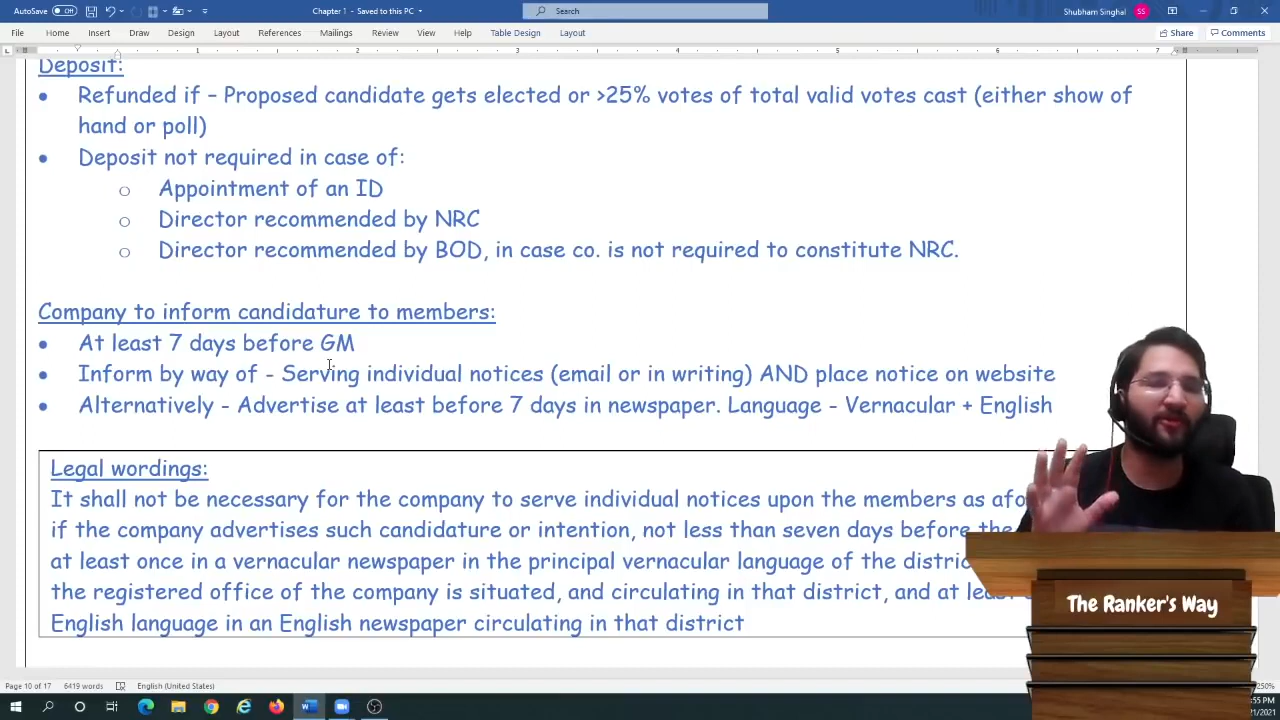 AutoSave
Off
Chapter 1 - Saved to this PC
Search
Shubham Singhal
SS
File Home Insert Draw Design Layout References Mailings Review View Help Table Design Layout
Share
Comments
1 2 3 4 5 6 7
Deposit:
• Refunded if – Proposed candidate gets elected or >25% votes of total valid votes cast (either show of
hand or poll)
• Deposit not required in case of:
o Appointment of an ID
o Director recommended by NRC
o Director recommended by BOD, in case co. is not required to constitute NRC.
Company to inform candidature to members:
• At least 7 days before GM
• Inform by way of - Serving individual notices (email or in writing) AND place notice on website
• Alternatively - Advertise at least before 7 days in newspaper. Language - Vernacular + English
Legal wordings:
It shall not be necessary for the company to serve individual notices upon the members as
if the company advertises such candidature or intention, not less than seven days before the
at least once in a vernacular newspaper in the principal vernacular language of the
the registered office of the company is situated, and circulating in that district, and at
English language in an English newspaper circulating in that district
The Ranker's Way
Page 10 of 17
6419 words
English (United States)
250%